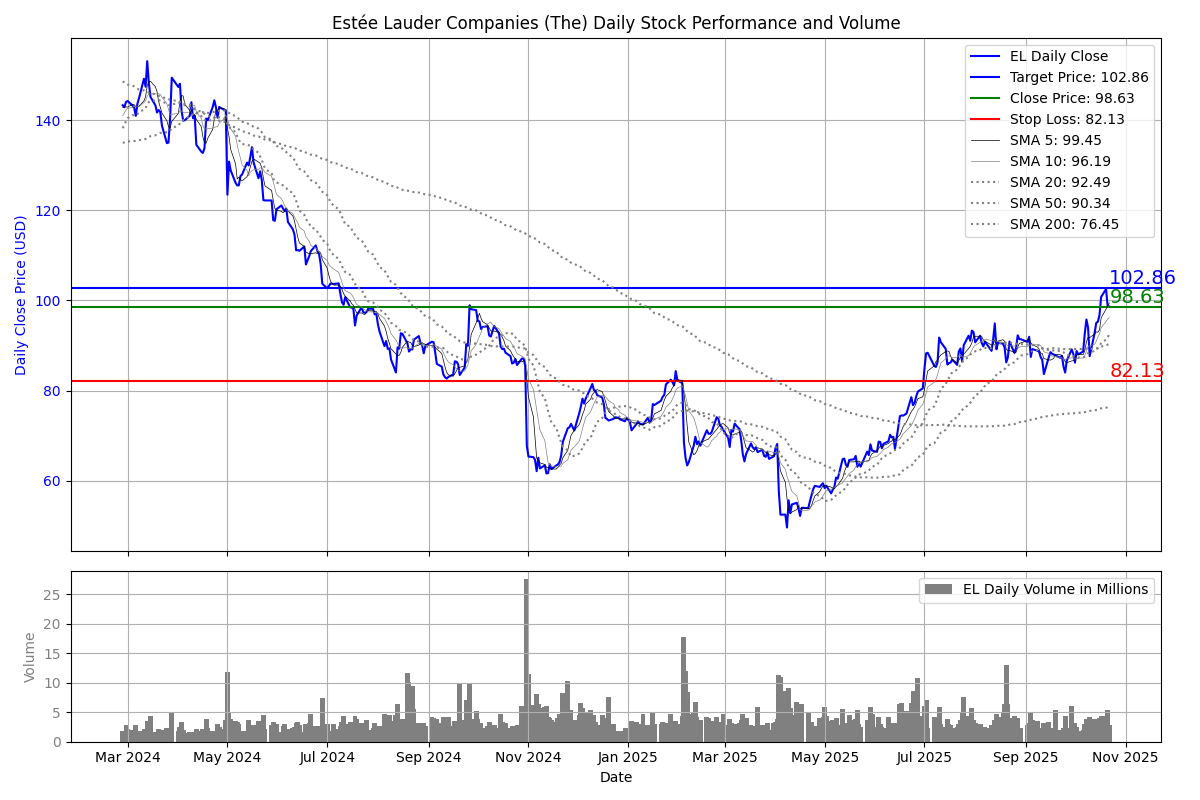 Estée Lauder Companies (The) Daily Stock Performance and Volume
Daily Close Price (USD)
140
120
100
80
60
EL Daily Close
Target Price: 102.86
Close Price: 98.63
Stop Loss: 82.13
SMA 5: 99.45
SMA 10: 96.19
SMA 20: 92.49
SMA 50: 90.34
SMA 200: 76.45
102.86
98.63
82.13
Volume
25
20
15
10
5
0
EL Daily Volume in Millions
Mar 2024
May 2024
Jul 2024
Sep 2024
Nov 2024
Jan 2025
Mar 2025
May 2025
Jul 2025
Sep 2025
Nov 2025
Date